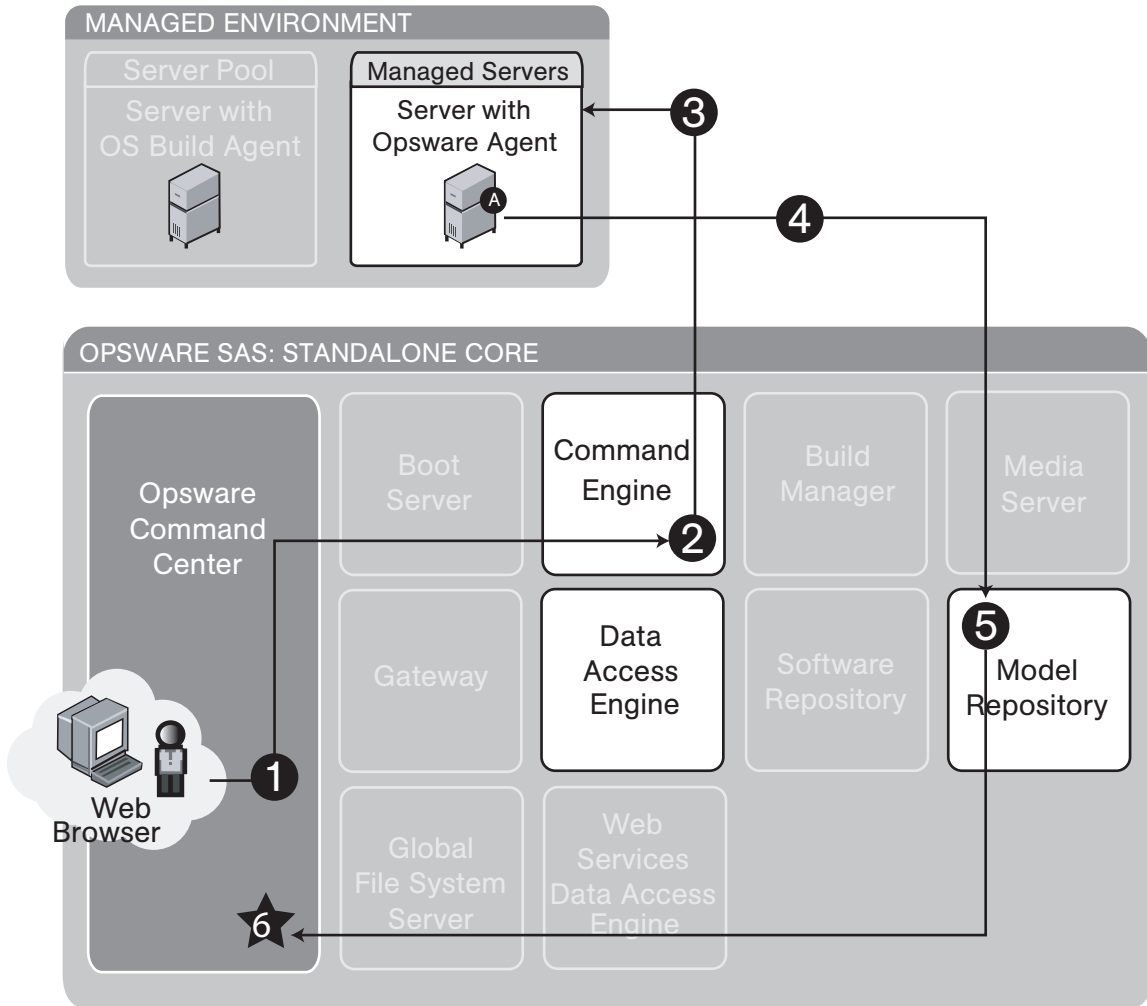 MANAGED ENVIRONMENT
Server Pool
Server with
OS Build Agent
Managed Servers
Server with
Opsware Agent
A
3
4
OPSWARE SAS: STANDALONE CORE
Opsware
Command
Center
Boot
Server
Command
Engine
2
Build
Manager
Media
Server
Gateway
Data
Access
Engine
Software
Repository
5
Model
Repository
1
Web
Browser
Global
File System
Server
Web
Services
Data Access
Engine
6